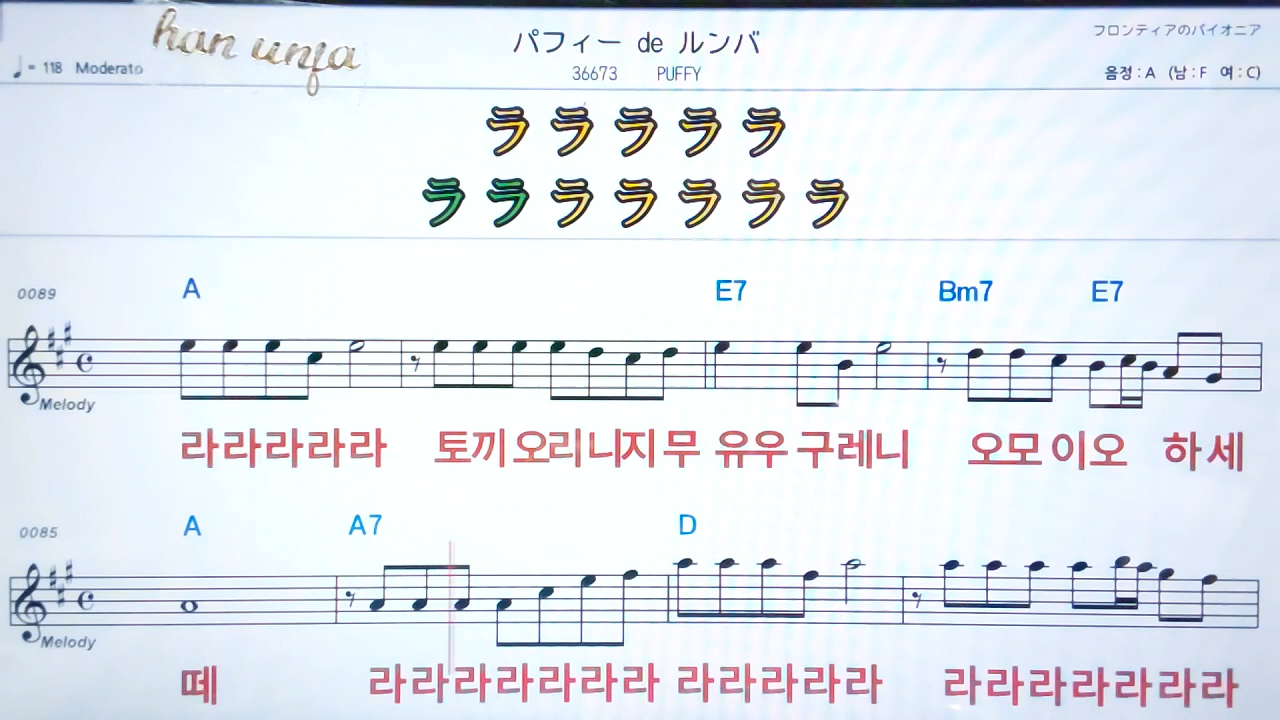 han unja
パフィー de ルンバ
フロンティアのパイオニア
♩= 118 Moderato
36673 PUFFY
음정 : A (남 : F 여 : C)
ララララ ラ
ラララララララ
0089
A E7 Bm7 E7
Melody
라라라라라 토끼오리니지무 유우구레니 오모이오 하세
0085
A A7 D
Melody
떼 라라라라라라라 라라라라라 라라라라라라라